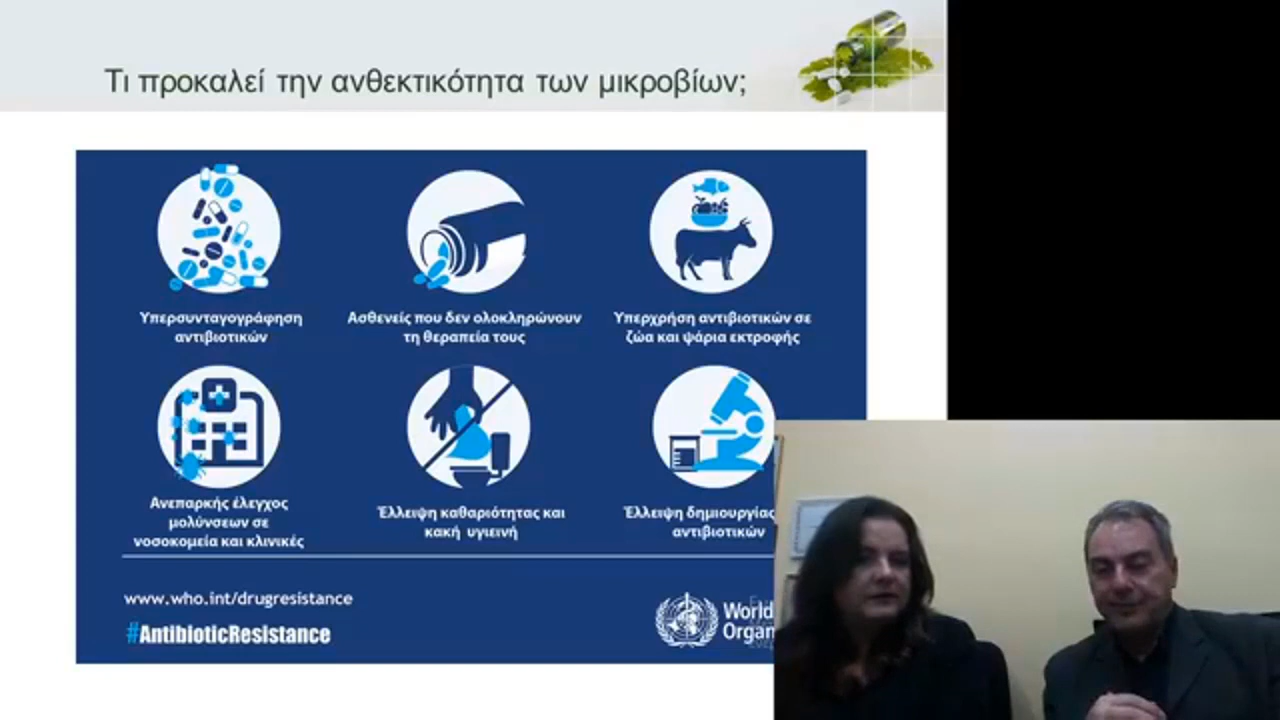 Τι προκαλεί την ανθεκτικότητα των μικροβίων;
Υπερσυνταγογράφηση
αντιβιοτικών
Ασθενείς που δεν ολοκληρώνουν
τη θεραπεία τους
Υπερχρήση αντιβιοτικών σε
ζώα και ψάρια εκτροφής
Ανεπαρκής έλεγχος
μολύνσεων σε
νοσοκομεία και κλινικές
Έλλειψη καθαριότητας και
κακή υγιεινή
Έλλειψη δημιουργίας
αντιβιοτικών
www.who.int/drugresistance
#AntibioticResistance
World
Organ